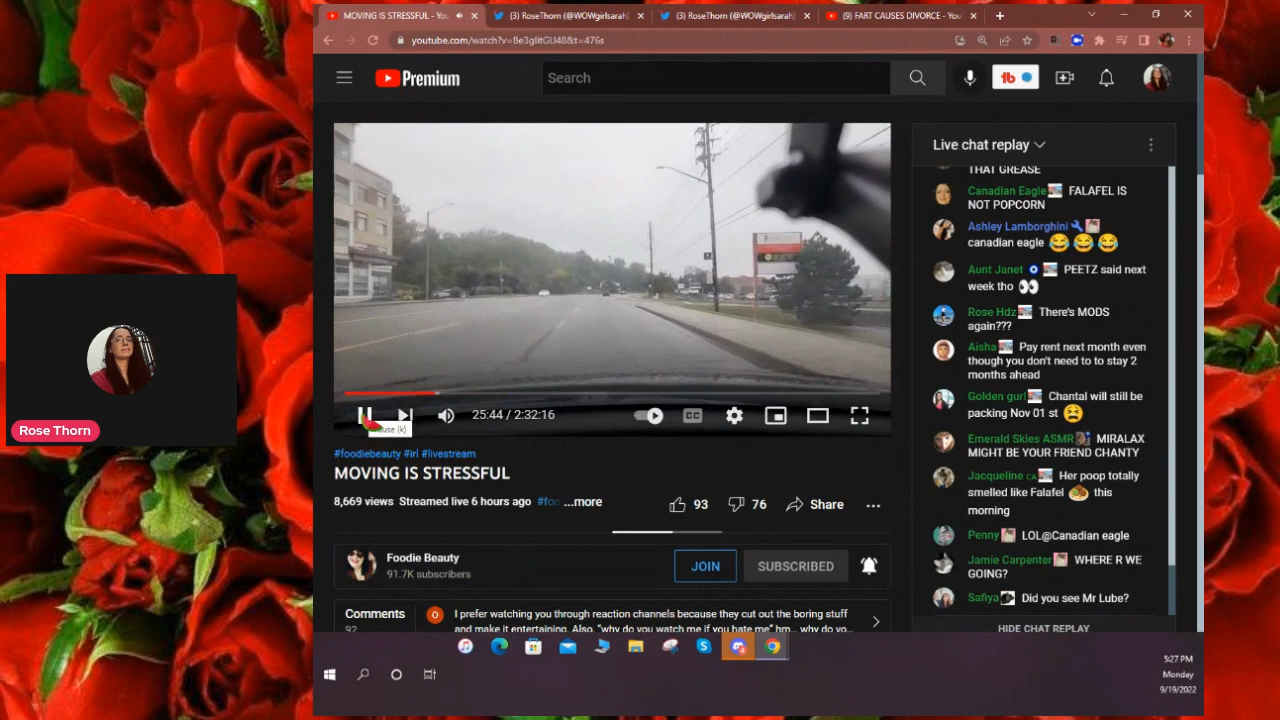 MOVING IS STRESSFUL - You
(3) RoseThorn (@WOWgirlsarah)
(3) RoseThorn (@WOWgirlsarah)
(9) FART CAUSES DIVORCE - You
youtube.com/watch?v=8e3gIitGU48&t=476s
Premium
Search
Live chat replay
THAT GREASE
Canadian Eagle FALAFEL IS
NOT POPCORN
Ashley Lamborghini
canadian eagle 😂😂😂
Aunt Janet PEETZ said next
week tho 👀
Rose Hdz There's MODS
again???
Aisha Pay rent next month even
though you don't need to to stay 2
months ahead
Golden gurl Chantal will still be
packing Nov 01 st 😫
Emerald Skies ASMR MIRALAX
MIGHT BE YOUR FRIEND CHANTY
Jacqueline CA Her poop totally
smelled like Falafel 🧆 this
morning
Penny LOL@Canadian eagle
Jamie Carpenter WHERE R WE
GOING?
Safiya Did you see Mr Lube?
HIDE CHAT REPLAY
25:44 / 2:32:16
CC
#foodiebeauty #irl #livestream
MOVING IS STRESSFUL
8,669 views Streamed live 6 hours ago #foo ...more
93
76
Share
Foodie Beauty
91.7K subscribers
JOIN
SUBSCRIBED
Comments
92
I prefer watching you through reaction channels because they cut out the boring stuff
and make it entertaining. Also, "why do you watch me if you hate me" hm... why do yo...
Rose Thorn
5:27 PM
Monday
9/19/2022